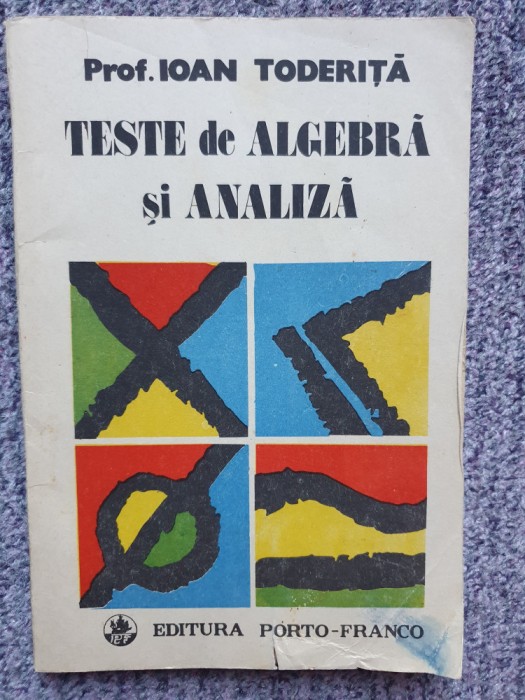 Prof. IOAN TODERIȚĂ
TESTE de ALGEBRĂ
și ANALIZĂ
EDITURA PORTO-FRANCO